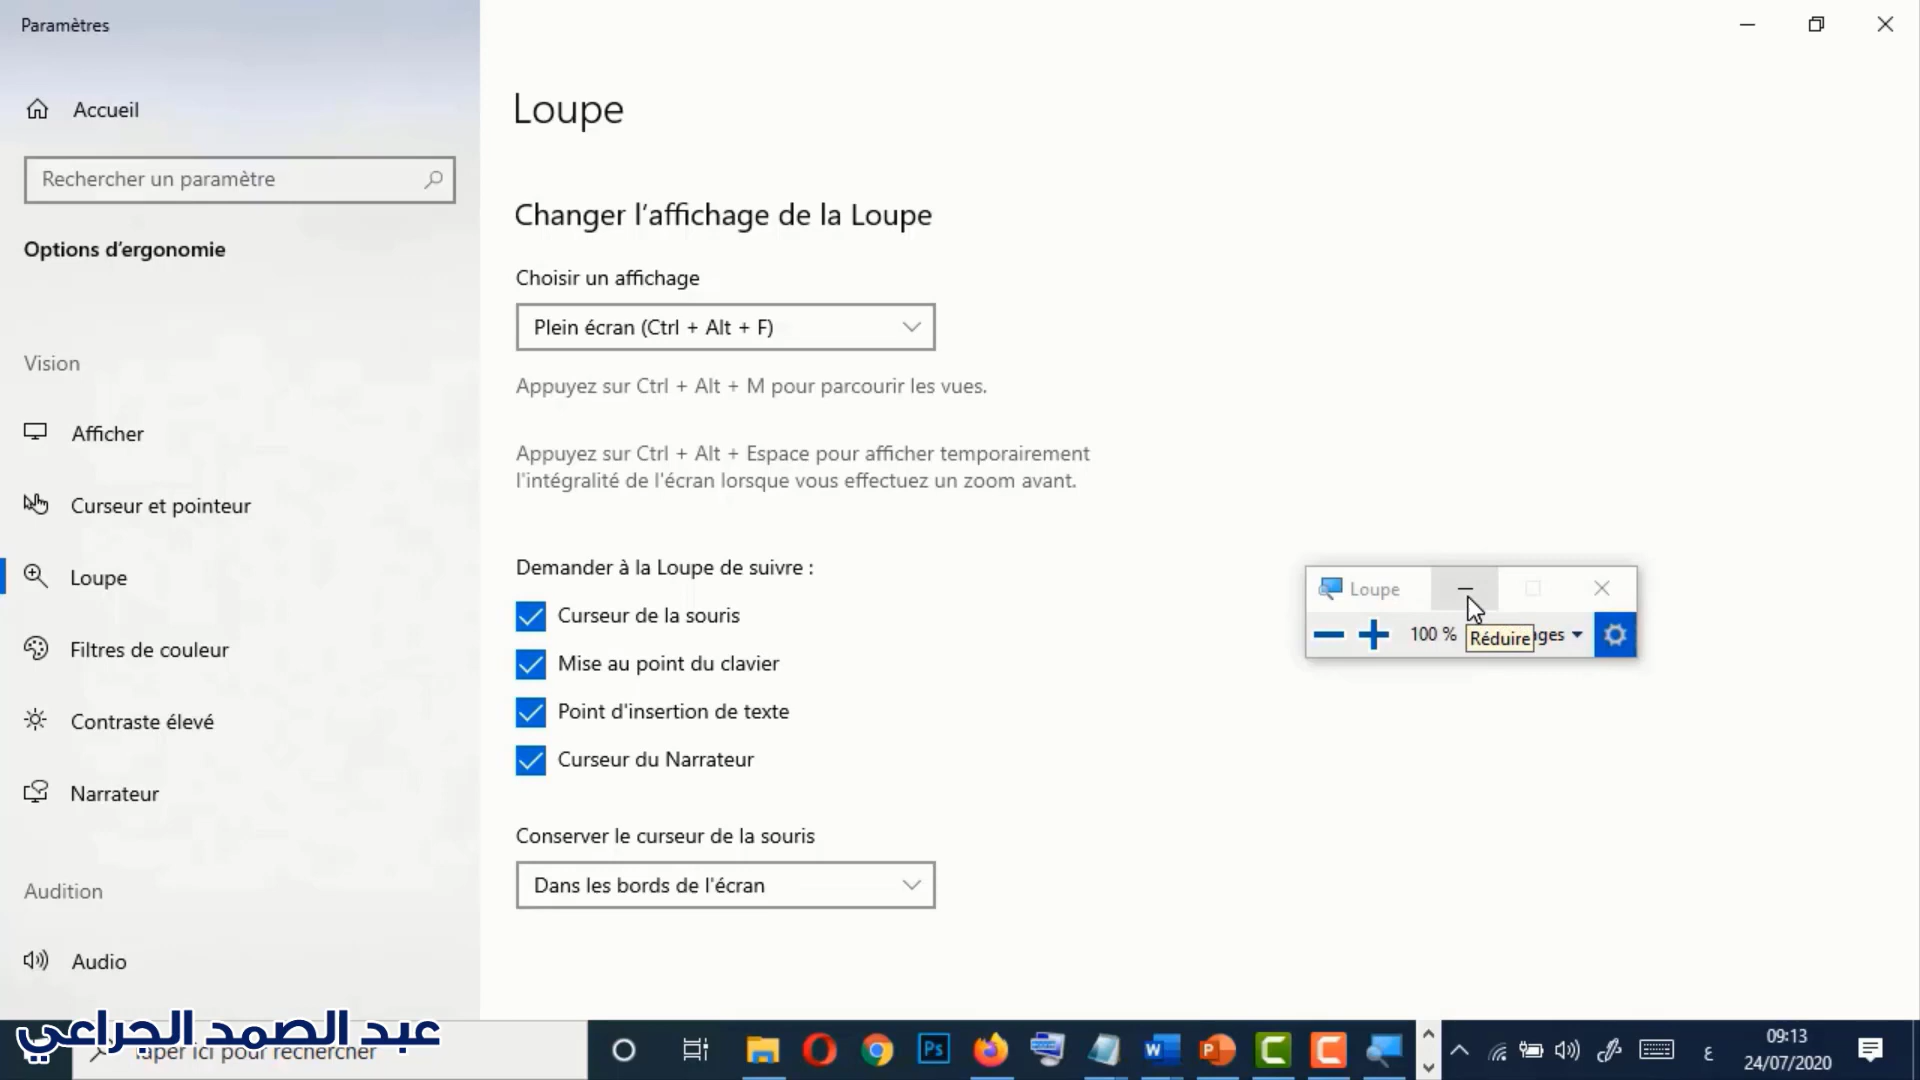 Paramètres
Accueil
Rechercher un paramètre
Options d’ergonomie
Vision
Afficher
Curseur et pointeur
Loupe
Filtres de couleur
Contraste élevé
Narrateur
Audition
Audio
Loupe
Changer l’affichage de la Loupe
Choisir un affichage
Plein écran (Ctrl + Alt + F)
Appuyez sur Ctrl + Alt + M pour parcourir les vues.
Appuyez sur Ctrl + Alt + Espace pour afficher temporairement
l'intégralité de l'écran lorsque vous effectuez un zoom avant.
Demander à la Loupe de suivre :
Curseur de la souris
Mise au point du clavier
Point d'insertion de texte
Curseur du Narrateur
Conserver le curseur de la souris
Dans les bords de l'écran
Loupe
100 %
Réduire
عبد الصمد الجراعي
ici pour rechercher
Ps
ع
09:13
24/07/2020